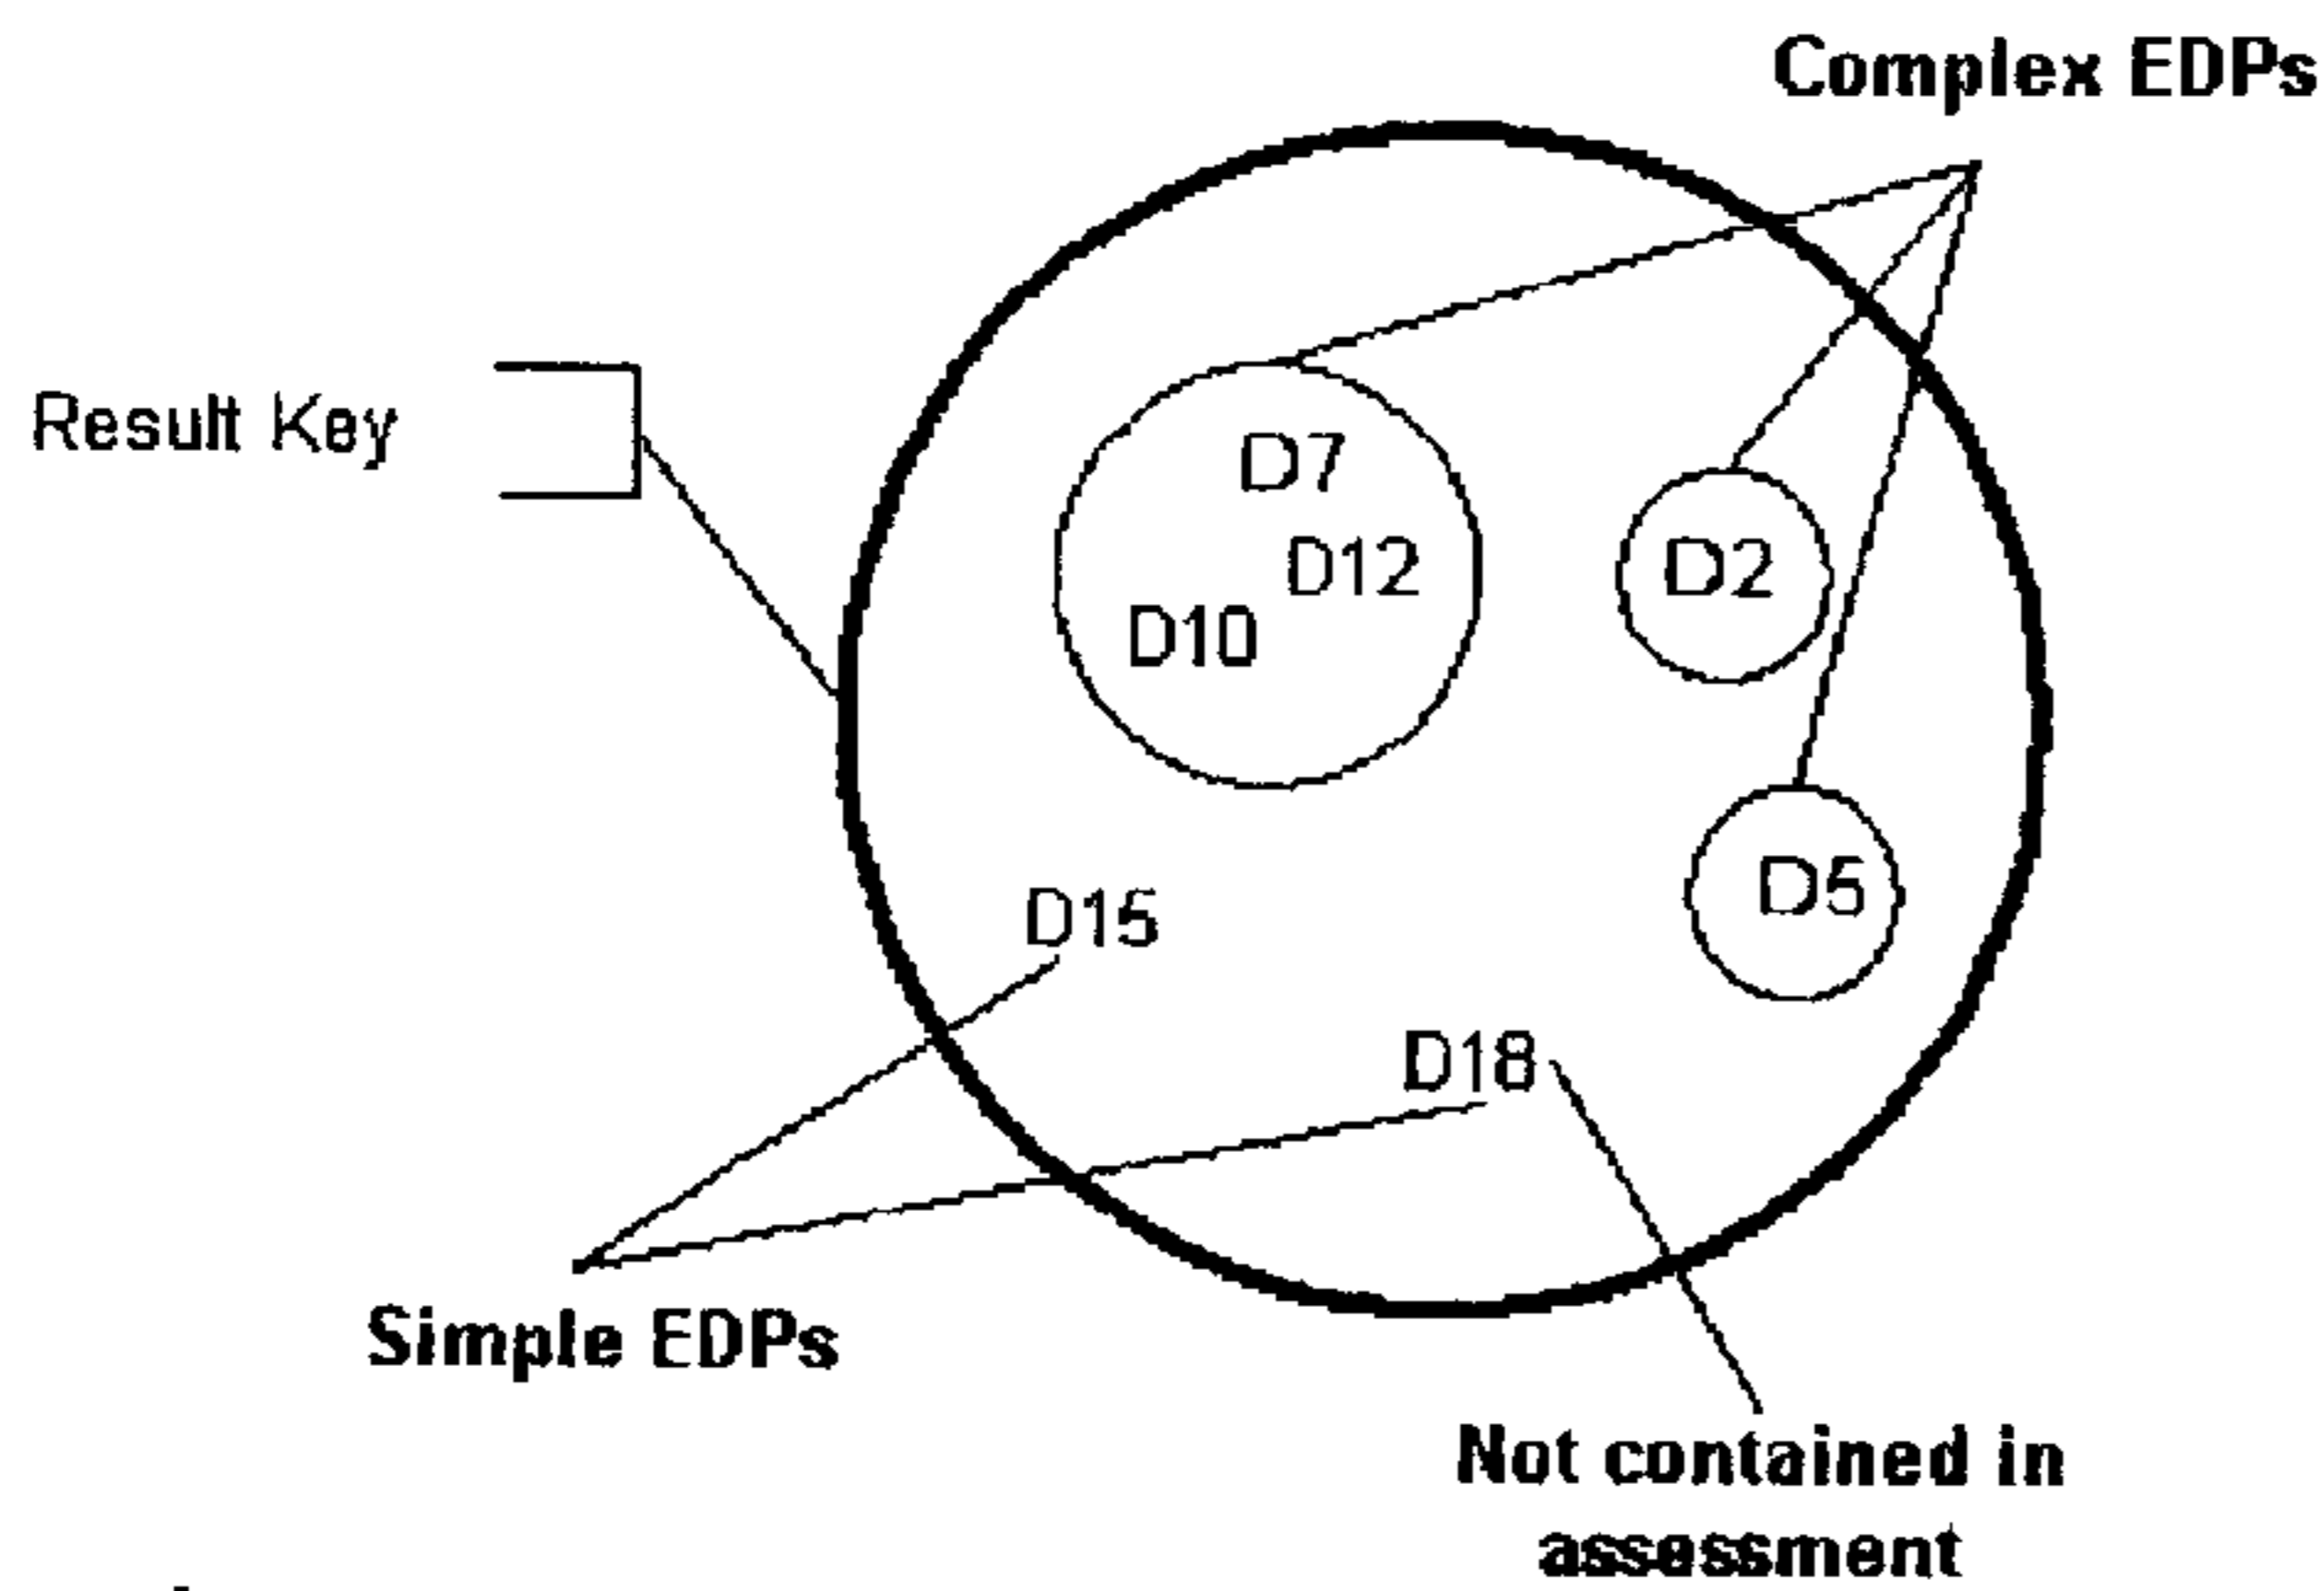 Complex EDPs
Result Key
D7
D12
D2
D10
D5
D15
D18
Simple EDPs
Not contained in
assessment